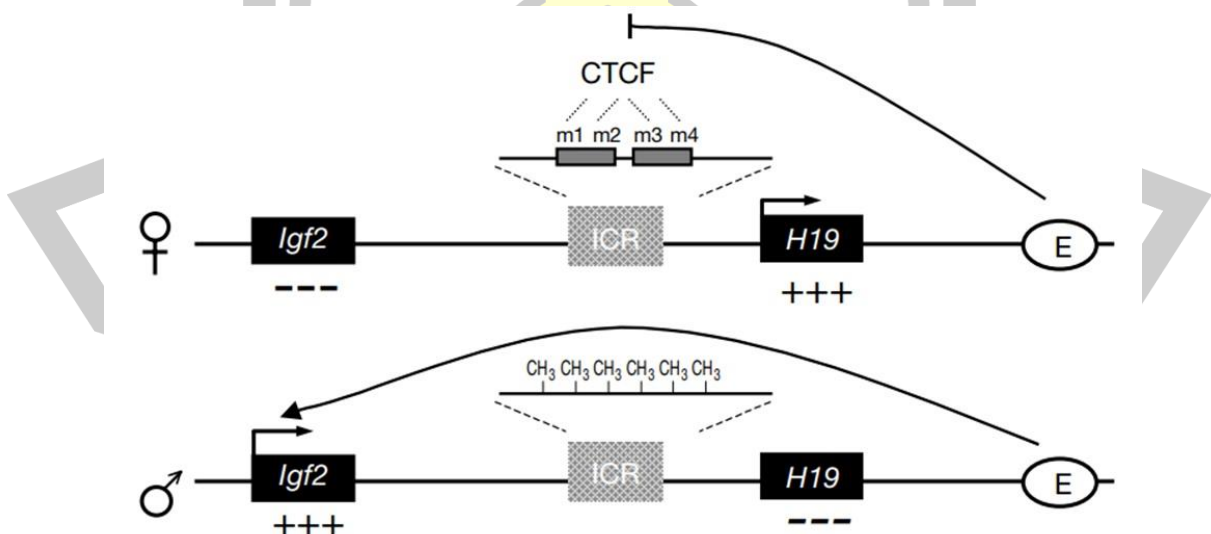 CTCF
m1 m2 m3 m4
♀ Igf2 ICR H19 E
--- +++
CH₃ CH₃ CH₃ CH₃ CH₃ CH₃
♂ Igf2 ICR H19 E
+++ ---